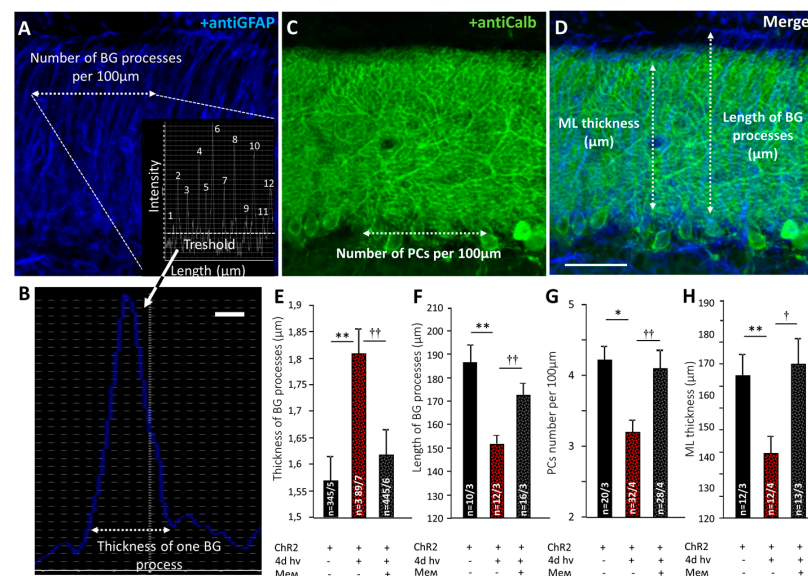 A
+antiGFAP
Number of BG processes
per 100µm
Intensity
1
2
3
4
5
6
7
8
9
10
11
12
Treshold
Length (µm)
C
+antiCalb
Number of PCs per 100µm
D
Merge
ML thickness
(µm)
Length of BG
processes
(µm)
B
Thickness of one BG
process
E
Thickness of BG processes (µm)
1,9
1,85
1,8
1,75
1,7
1,65
1,6
1,55
1,5
**
††
n=345/5
n=3 89/7
n=445/6
ChR2 + + +
4d hv - + +
Мем - - +
F
Length of BG processes (µm)
210
200
190
180
170
160
150
140
130
120
**
††
n=10/3
n=12/3
n=16/3
ChR2 + + +
4d hv - + +
Мем - - +
G
PCs number per 100µm
5
4
3
2
*
††
n=20/3
n=32/4
n=28/4
ChR2 + + +
4d hv - + +
Мем - - +
H
ML thickness (µm)
190
180
170
160
140
130
120
**
†
n=12/3
n=12/4
n=13/3
ChR2 + + +
4d hv - + +
Мем - - +